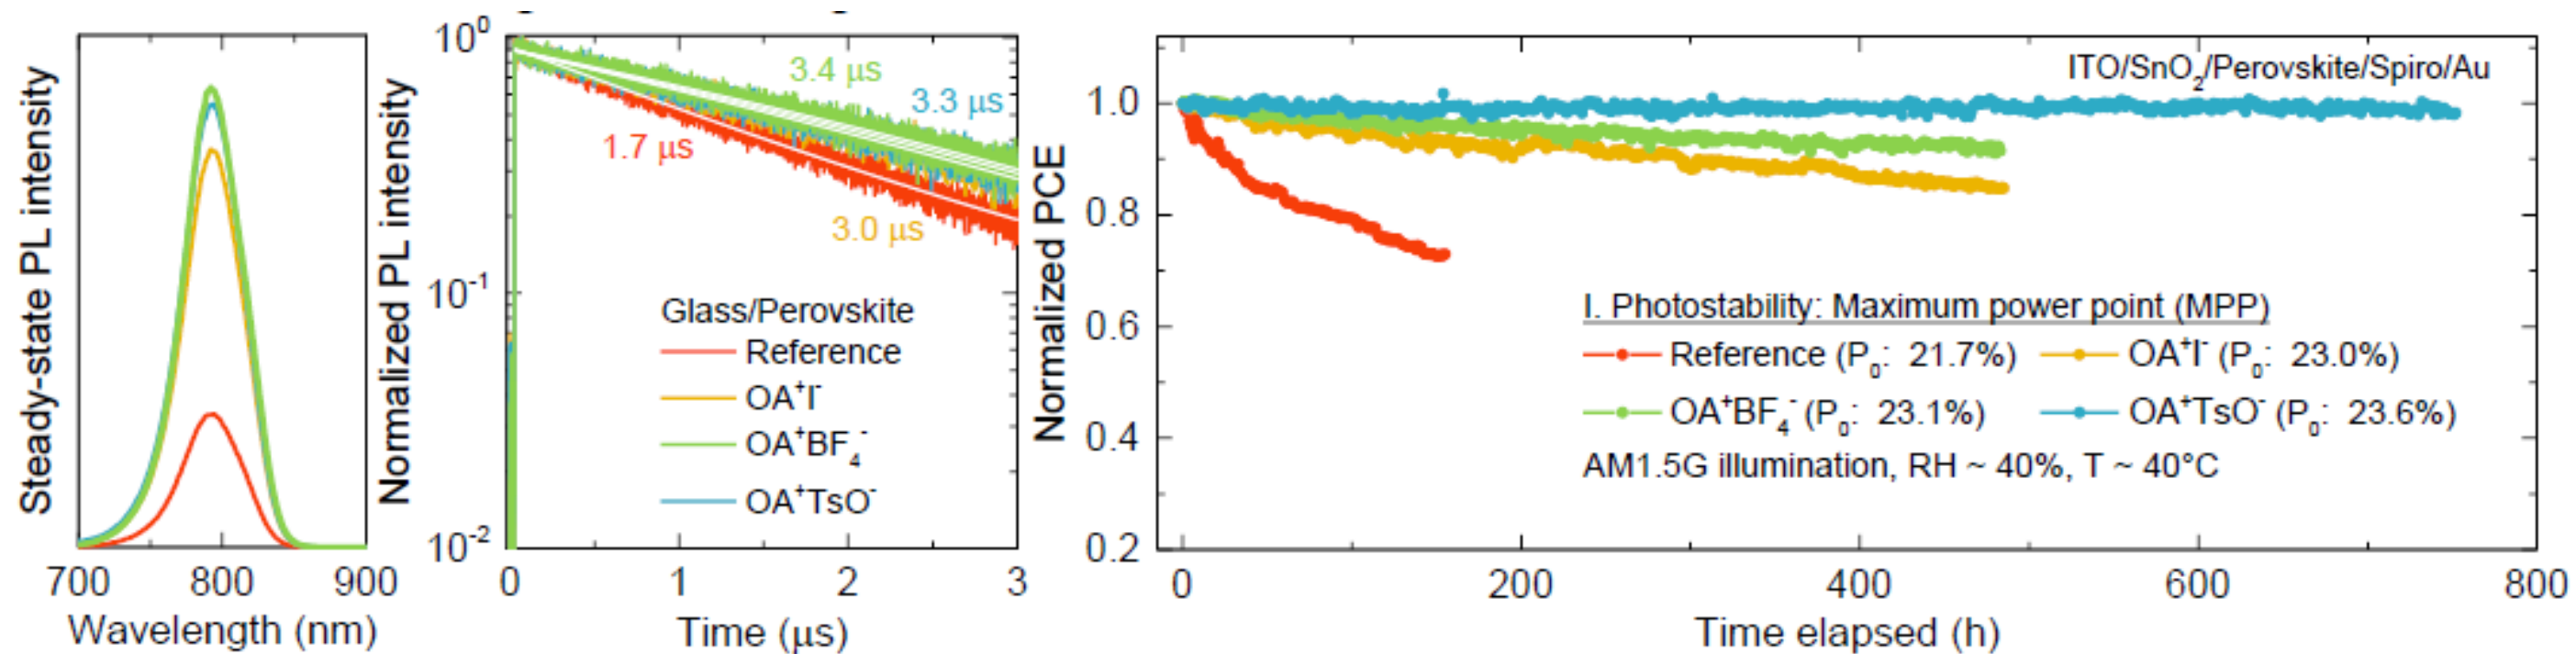 Steady-state PL intensity
700 800 900
Wavelength (nm)
Normalized PL intensity
10⁰
10⁻¹
10⁻²
3.4 μs
3.3 μs
1.7 μs
3.0 μs
Glass/Perovskite
Reference
OA⁺I⁻
OA⁺BF₄⁻
OA⁺TsO⁻
0 1 2 3
Time (μs)
Normalized PCE
1.0
0.8
0.6
0.4
0.2
ITO/SnO₂/Perovskite/Spiro/Au
I. Photostability: Maximum power point (MPP)
Reference (P₀: 21.7%) OA⁺I⁻ (P₀: 23.0%)
OA⁺BF₄⁻ (P₀: 23.1%) OA⁺TsO⁻ (P₀: 23.6%)
AM1.5G illumination, RH ~ 40%, T ~ 40°C
0 200 400 600 800
Time elapsed (h)